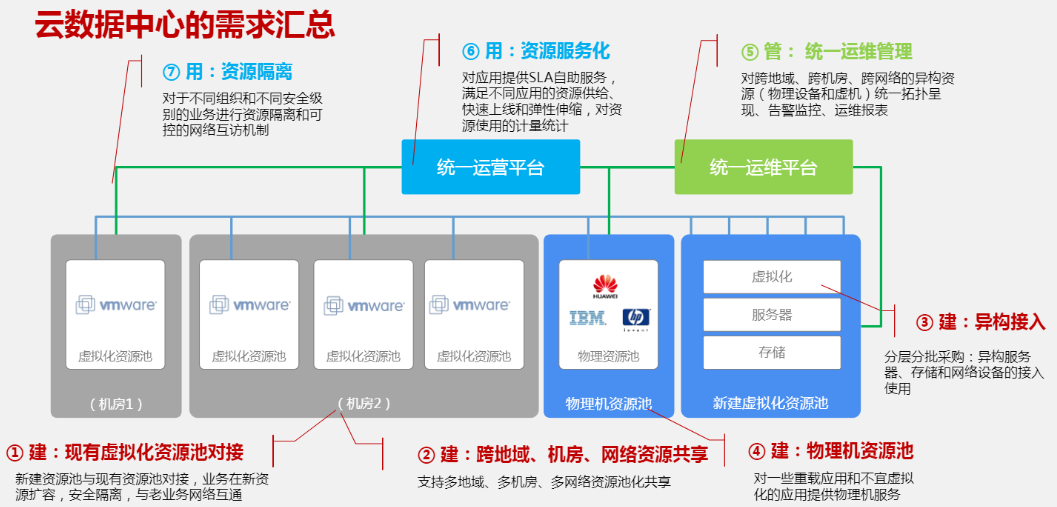 云数据中心的需求汇总
⑦ 用：资源隔离
对于不同组织和不同安全级
别的业务进行资源隔离和可
控的网络互访机制
⑥ 用：资源服务化
对应用提供SLA自助服务，
满足不同应用的资源供给、
快速上线和弹性伸缩，对资
源使用的计量统计
⑤ 管： 统一运维管理
对跨地域、跨机房、跨网络的异构资
源（物理设备和虚机）统一拓扑呈
现、告警监控、运维报表
统一运营平台
统一运维平台
vmware
虚拟化资源池
（机房1）
vmware
虚拟化资源池
vmware
虚拟化资源池
vmware
虚拟化资源池
（机房2）
HUAWEI
IBM
hp
invent
物理资源池
物理机资源池
虚拟化
服务器
存储
新建虚拟化资源池
③ 建：异构接入
分层分批采购：异构服务
器、存储和网络设备的接入
使用
① 建：现有虚拟化资源池对接
新建资源池与现有资源池对接，业务在新资
源扩容，安全隔离，与老业务网络互通
② 建：跨地域、机房、网络资源共享
支持多地域、多机房、多网络资源池化共享
④ 建：物理机资源池
对一些重载应用和不宜虚拟
化的应用提供物理机服务